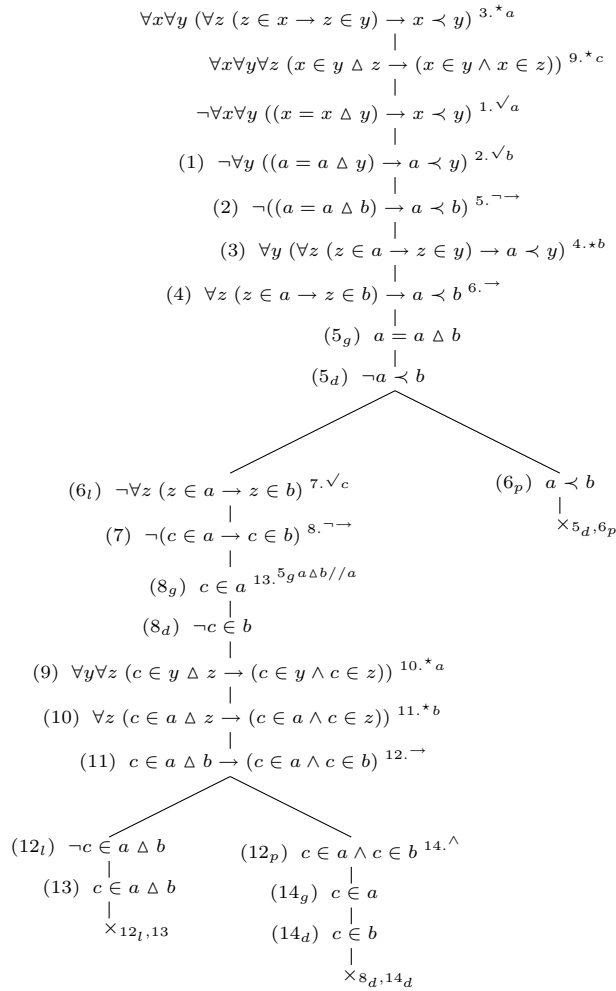 ∀x∀y (∀z (z ∈ x → z ∈ y) → x ≺ y) ³·⋆a
∀x∀y∀z (x ∈ y ▵ z → (x ∈ y ∧ x ∈ z)) ⁹·⋆c
¬∀x∀y ((x = x ▵ y) → x ≺ y) ¹·√a
(1) ¬∀y ((a = a ▵ y) → a ≺ y) ²·√b
(2) ¬((a = a ▵ b) → a ≺ b) ⁵·¬→
(3) ∀y (∀z (z ∈ a → z ∈ y) → a ≺ y) ⁴·⋆b
(4) ∀z (z ∈ a → z ∈ b) → a ≺ b ⁶·→
(5g) a = a ▵ b
(5d) ¬a ≺ b
(6l) ¬∀z (z ∈ a → z ∈ b) ⁷·√c (6p) a ≺ b
(7) ¬(c ∈ a → c ∈ b) ⁸·¬→ ×5d,6p
(8g) c ∈ a ¹³·5g a▵b//a
(8d) ¬c ∈ b
(9) ∀y∀z (c ∈ y ▵ z → (c ∈ y ∧ c ∈ z)) ¹⁰·⋆a
(10) ∀z (c ∈ a ▵ z → (c ∈ a ∧ c ∈ z)) ¹¹·⋆b
(11) c ∈ a ▵ b → (c ∈ a ∧ c ∈ b) ¹²·→
(12l) ¬c ∈ a ▵ b (12p) c ∈ a ∧ c ∈ b ¹⁴·∧
(13) c ∈ a ▵ b (14g) c ∈ a
×12l,13 (14d) c ∈ b
×8d,14d